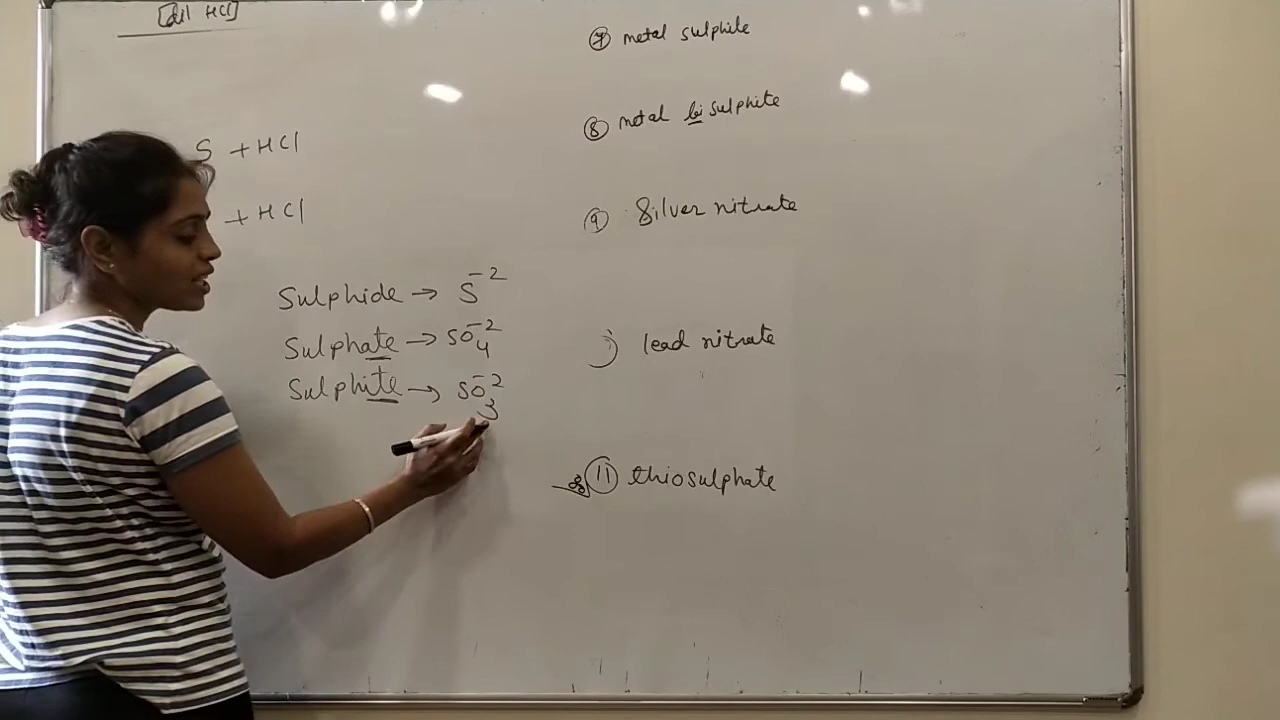 [dil HCl]
S + HCl
+ HCl
Sulphide → S⁻²
Sulphate → SO₄⁻²
Sulphite → SO₃⁻²
⑦ metal sulphite
⑧ metal bisulphite
⑨ Silver nitrate
lead nitrate
⑪ thiosulphate